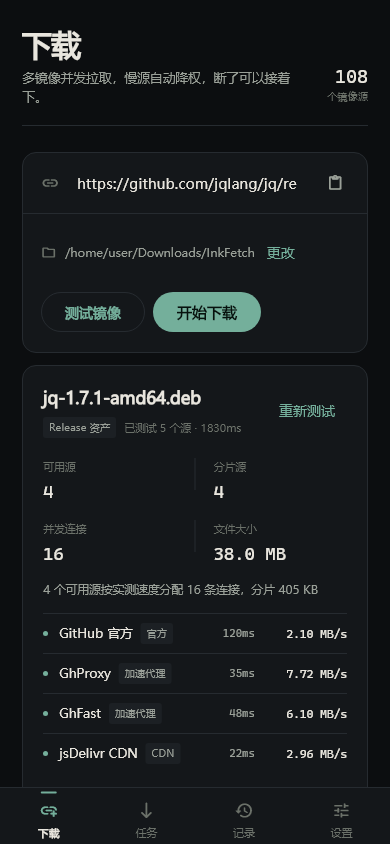 下载
多镜像并发拉取，慢源自动降权，断了可以接着
下。
108
个镜像源
https://github.com/jqlang/jq/re
/home/user/Downloads/InkFetch 更改
测试镜像 开始下载
jq-1.7.1-amd64.deb
重新测试
Release 资产 已测试 5 个源 · 1830ms
可用源 分片源
4 4
并发连接 文件大小
16 38.0 MB
4 个可用源按实测速度分配 16 条连接，分片 405 KB
GitHub 官方 官方 120ms 2.10 MB/s
GhProxy 加速代理 35ms 7.72 MB/s
GhFast 加速代理 48ms 6.10 MB/s
jsDelivr CDN CDN 22ms 2.96 MB/s
下载 任务 记录 设置